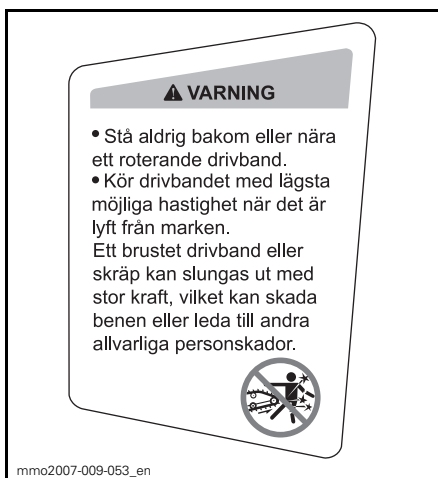 ⚠ VARNING
• Stå aldrig bakom eller nära
ett roterande drivband.
• Kör drivbandet med lägsta
möjliga hastighet när det är
lyft från marken.
Ett brustet drivband eller
skräp kan slungas ut med
stor kraft, vilket kan skada
benen eller leda till andra
allvarliga personskador.
mmo2007-009-053_en